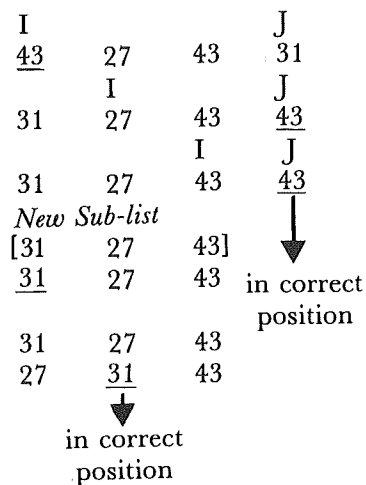 I J
43 27 43 31
I J
31 27 43 43
I J
31 27 43 43
New Sub-list
[31 27 43]
31 27 43 in correct
position
31 27 43
27 31 43
in correct
position